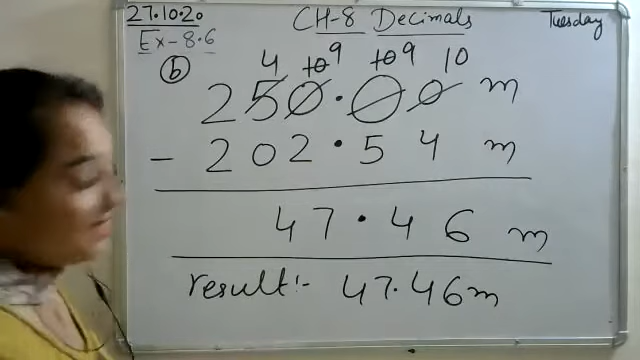 27.10.20 CH-8 Decimals Tuesday
Ex-8.6
b 4 10 9 10 9 10
250.00 m
- 202.54 m
47.46 m
result:- 47.46m